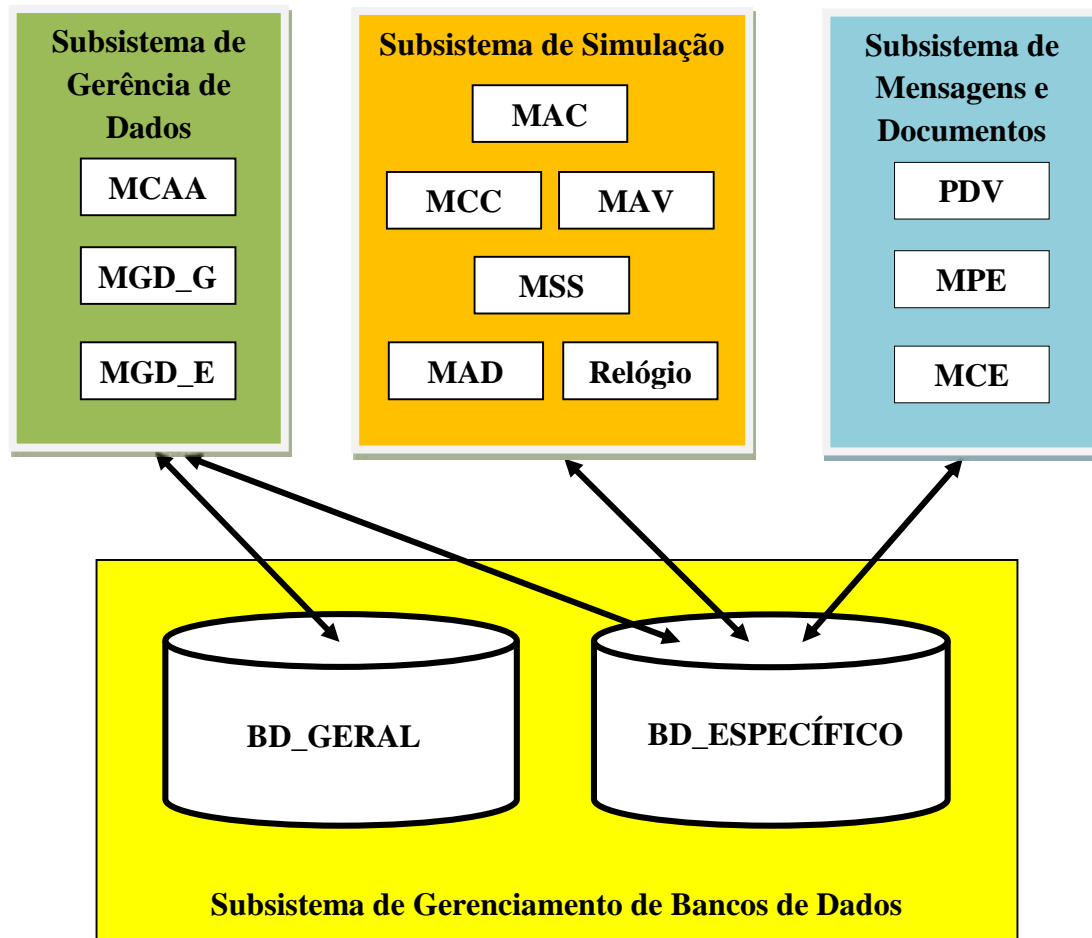 Subsistema de
Gerência de
Dados
MCAA
MGD_G
MGD_E
Subsistema de Simulação
MAC
MCC
MAV
MSS
MAD
Relógio
Subsistema de
Mensagens e
Documentos
PDV
MPE
MCE
BD_GERAL
BD_ESPECÍFICO
Subsistema de Gerenciamento de Bancos de Dados